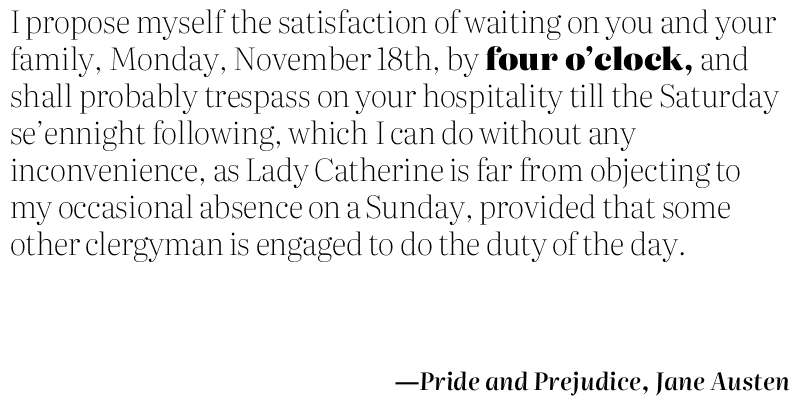 I propose myself the satisfaction of waiting on you and your
family, Monday, November 18th, by four o’clock, and
shall probably trespass on your hospitality till the Saturday
se’ennight following, which I can do without any
inconvenience, as Lady Catherine is far from objecting to
my occasional absence on a Sunday, provided that some
other clergyman is engaged to do the duty of the day.
—Pride and Prejudice, Jane Austen